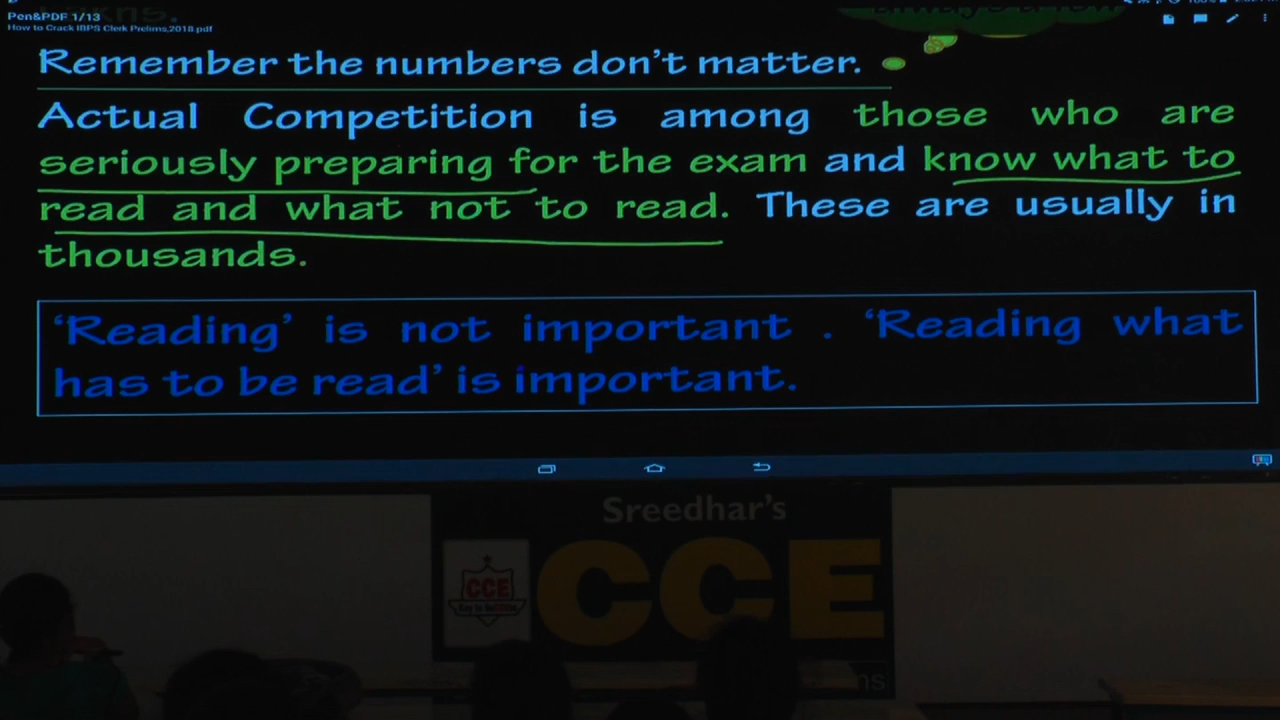 Pen&PDF 1/13
How to Crack IBPS Clerk Prelims,2018.pdf
Remember the numbers don't matter.
Actual Competition is among those who are
seriously preparing for the exam and know what to
read and what not to read. These are usually in
thousands.
'Reading' is not important . 'Reading what
has to be read' is important.
Sreedhar's
CCE
CCE